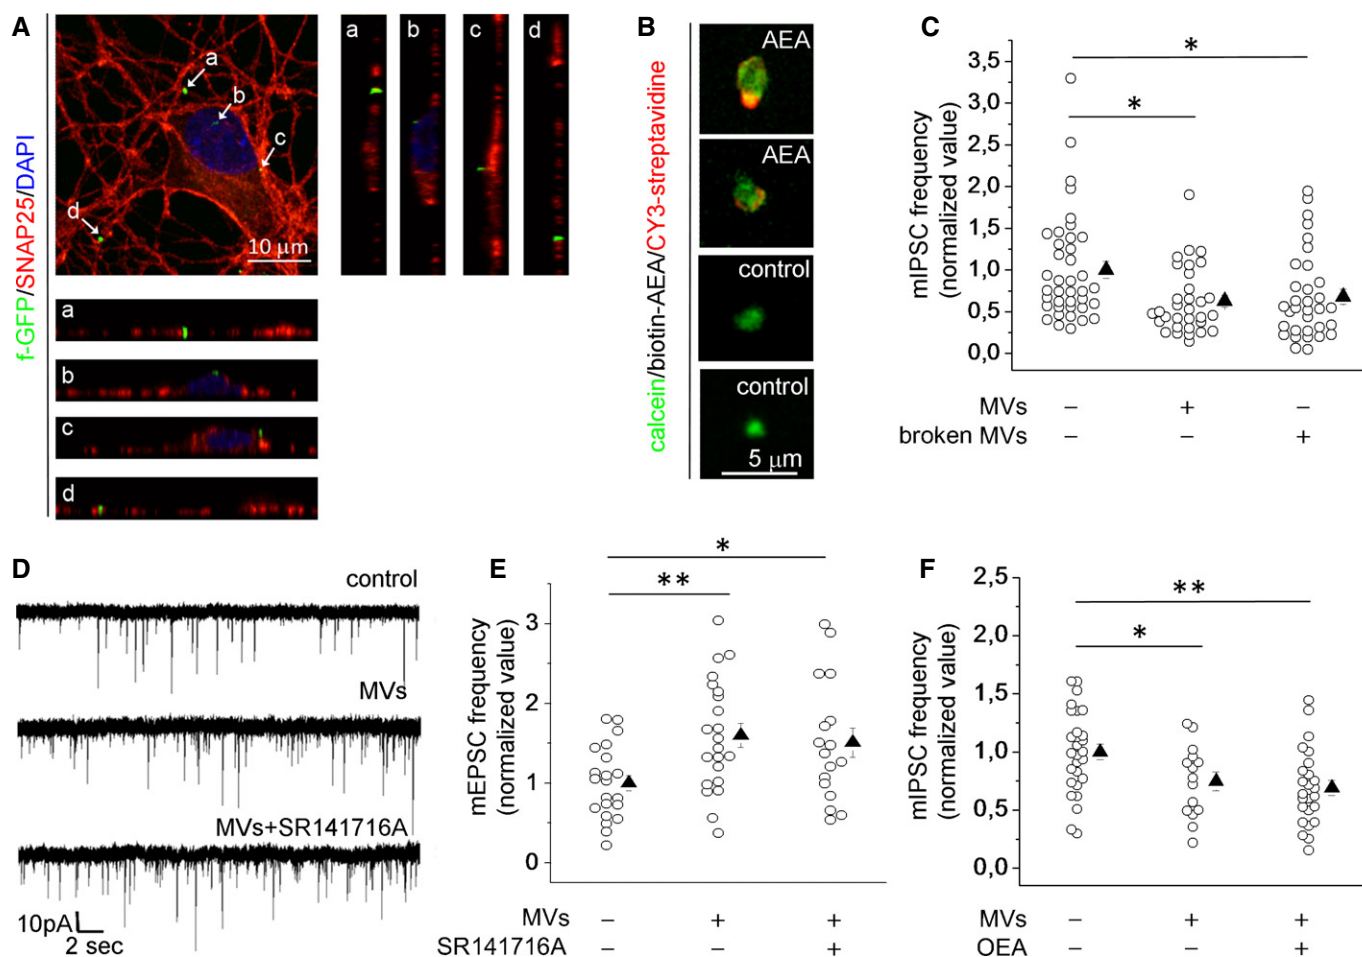 A
f-GFP/SNAP25/DAPI
a
b
c
d
10 µm
a
b
c
d
a
b
c
d
B
calcein/biotin-AEA/CY3-streptavidine
AEA
AEA
control
control
5 µm
C
mIPSC frequency
(normalized value)
3,5
3,0
2,5
2,0
1,5
1,0
0,5
0,0
*
*
MVs – + –
broken MVs – – +
D
control
MVs
MVs+SR141716A
10pA
2 sec
E
mEPSC frequency
(normalized value)
3
2
1
0
*
**
MVs – + +
SR141716A – – +
F
mIPSC frequency
(normalized value)
2,5
2,0
1,5
1,0
0,5
0,0
**
*
MVs – + +
OEA – – +